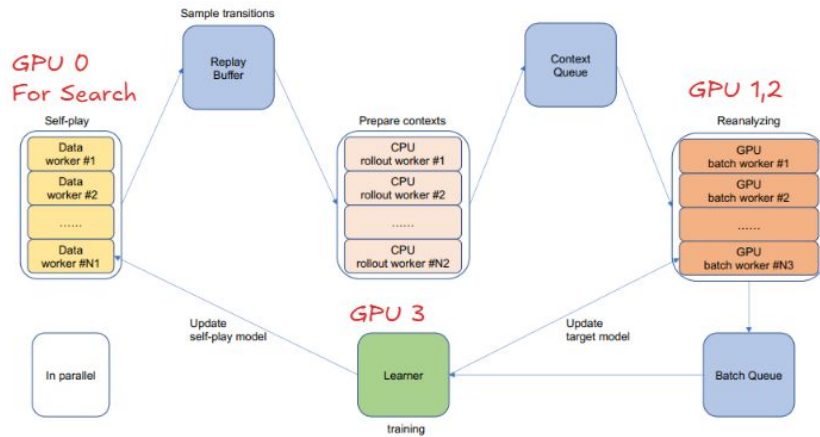 Sample transitions
Replay
Buffer
Context
Queue
GPU 0
For Search
GPU 1,2
Self-play
Data
worker #1
Data
worker #2
......
Data
worker #N1
Prepare contexts
CPU
rollout worker #1
CPU
rollout worker #2
......
CPU
rollout worker #N2
Reanalyzing
GPU
batch worker #1
GPU
batch worker #2
......
GPU
batch worker #N3
GPU 3
Update
self-play model
Update
target model
In parallel
Learner
Batch Queue
training